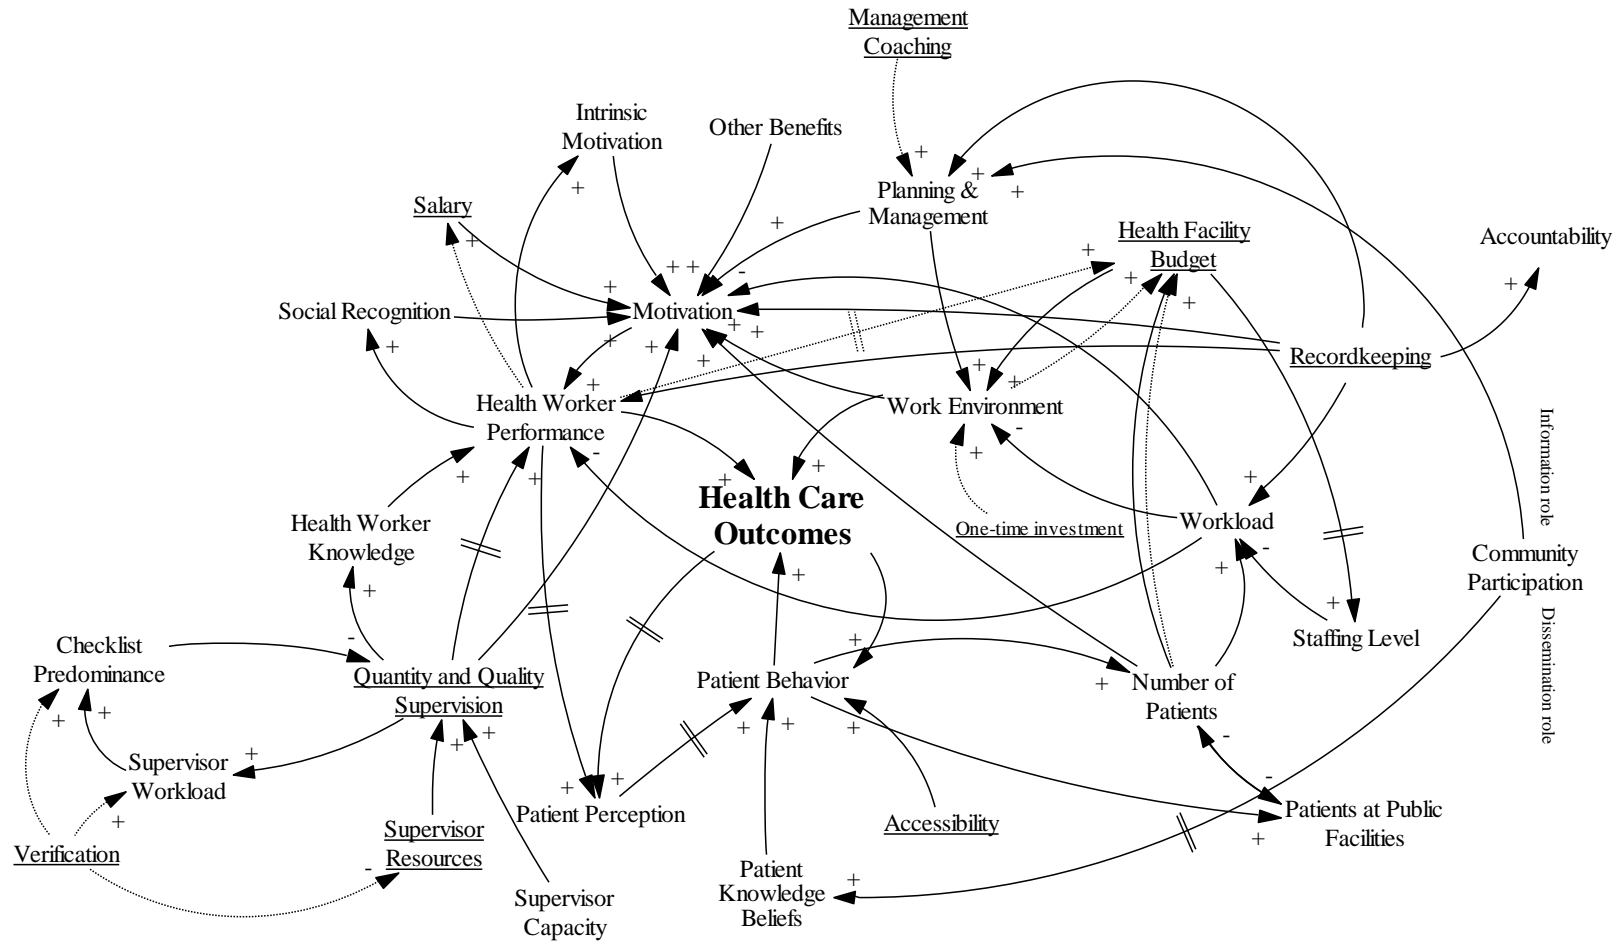 Management
Coaching
Intrinsic
Motivation
Other Benefits
Planning &
Management
Salary
Health Facility
Budget
Accountability
Social Recognition
Motivation
Recordkeeping
Health Worker
Performance
Work Environment
Information role
Health Care
Outcomes
Health Worker
Knowledge
One-time investment
Workload
Community
Participation
Staffing Level
Dissemination role
Checklist
Predominance
Quantity and Quality
Supervision
Patient Behavior
Number of
Patients
Supervisor
Workload
Patient Perception
Accessibility
Patients at Public
Facilities
Verification
Supervisor
Resources
Supervisor
Capacity
Patient
Knowledge
Beliefs